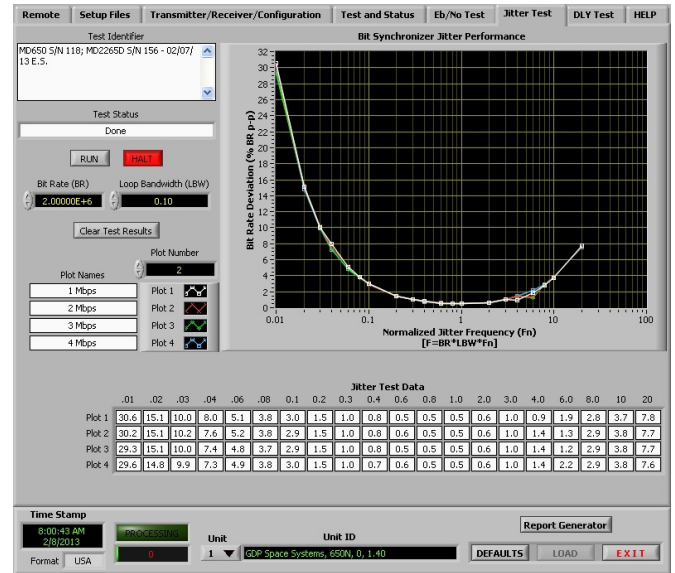 Remote Setup Files Transmitter/Receiver/Configuration Test and Status Eb/No Test Jitter Test DLY Test HELP
Test Identifier
MD650 S/N 118; MD2265D S/N 156 - 02/07/
13 E.S.
Test Status
Done
RUN HALT
Bit Rate (BR) Loop Bandwidth (LBW)
2.00000E+6 0.10
Clear Test Results
Plot Number
2
Plot Names
1 Mbps Plot 1
2 Mbps Plot 2
3 Mbps Plot 3
4 Mbps Plot 4
Bit Synchronizer Jitter Performance
Bit Rate Deviation (% BR p-p)
32
30
28
26
24
22
20
18
16
14
12
10
8
6
4
2
0
0.01 0.1 1 10 100
Normalized Jitter Frequency (Fn)
[F=BR*LBW*Fn]
Jitter Test Data
.01 .02 .03 .04 .06 .08 0.1 0.2 0.3 0.4 0.6 0.8 1.0 2.0 3.0 4.0 6.0 8.0 10 20
Plot 1 30.6 15.1 10.0 8.0 5.1 3.8 3.0 1.5 1.0 0.8 0.5 0.5 0.5 0.6 1.0 0.9 1.9 2.8 3.7 7.8
Plot 2 30.2 15.1 10.2 7.6 5.2 3.8 2.9 1.5 1.0 0.8 0.6 0.5 0.5 0.6 1.0 1.4 1.3 2.9 3.8 7.7
Plot 3 29.3 15.1 10.0 7.4 4.8 3.7 2.9 1.5 1.0 0.8 0.6 0.5 0.5 0.6 1.0 1.4 1.2 2.9 3.8 7.7
Plot 4 29.6 14.8 9.9 7.3 4.9 3.8 3.0 1.5 1.0 0.7 0.6 0.5 0.5 0.6 1.0 1.4 2.2 2.9 3.8 7.6
Time Stamp
8:00:43 AM
2/8/2013
Format USA
PROCESSING
0
Unit Unit ID
1 GDP Space Systems, 650N, 0, 1.40
Report Generator
DEFAULTS LOAD EXIT